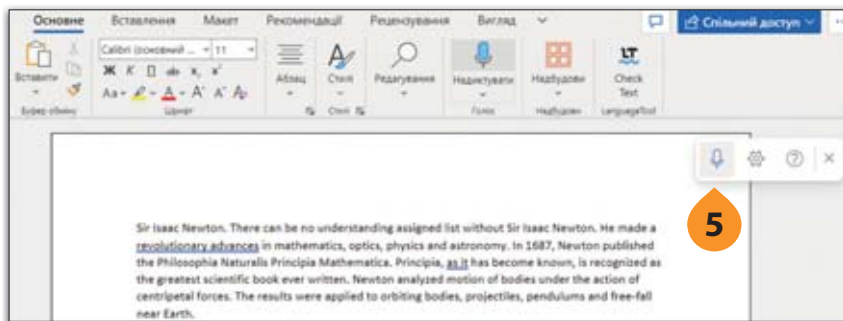 Основне Вставлення Макет Рекомендації Рецензування Вигляд Спільний доступ
Calibri (основний ... 11
Ж К П ab x, x²
Вставити Абзац Стилі Редагування Надиктувати Надбудови Check
Text
Aa A A A A
Буфер обміну Шрифт Стилі Голос Надбудови LanguageTool
5
Sir Isaac Newton. There can be no understanding assigned list without Sir Isaac Newton. He made a
revolutionary advances in mathematics, optics, physics and astronomy. In 1687, Newton published
the Philosophia Naturalis Principia Mathematica. Principia, as it has become known, is recognized as
the greatest scientific book ever written. Newton analyzed motion of bodies under the action of
centripetal forces. The results were applied to orbiting bodies, projectiles, pendulums and free-fall
near Earth.